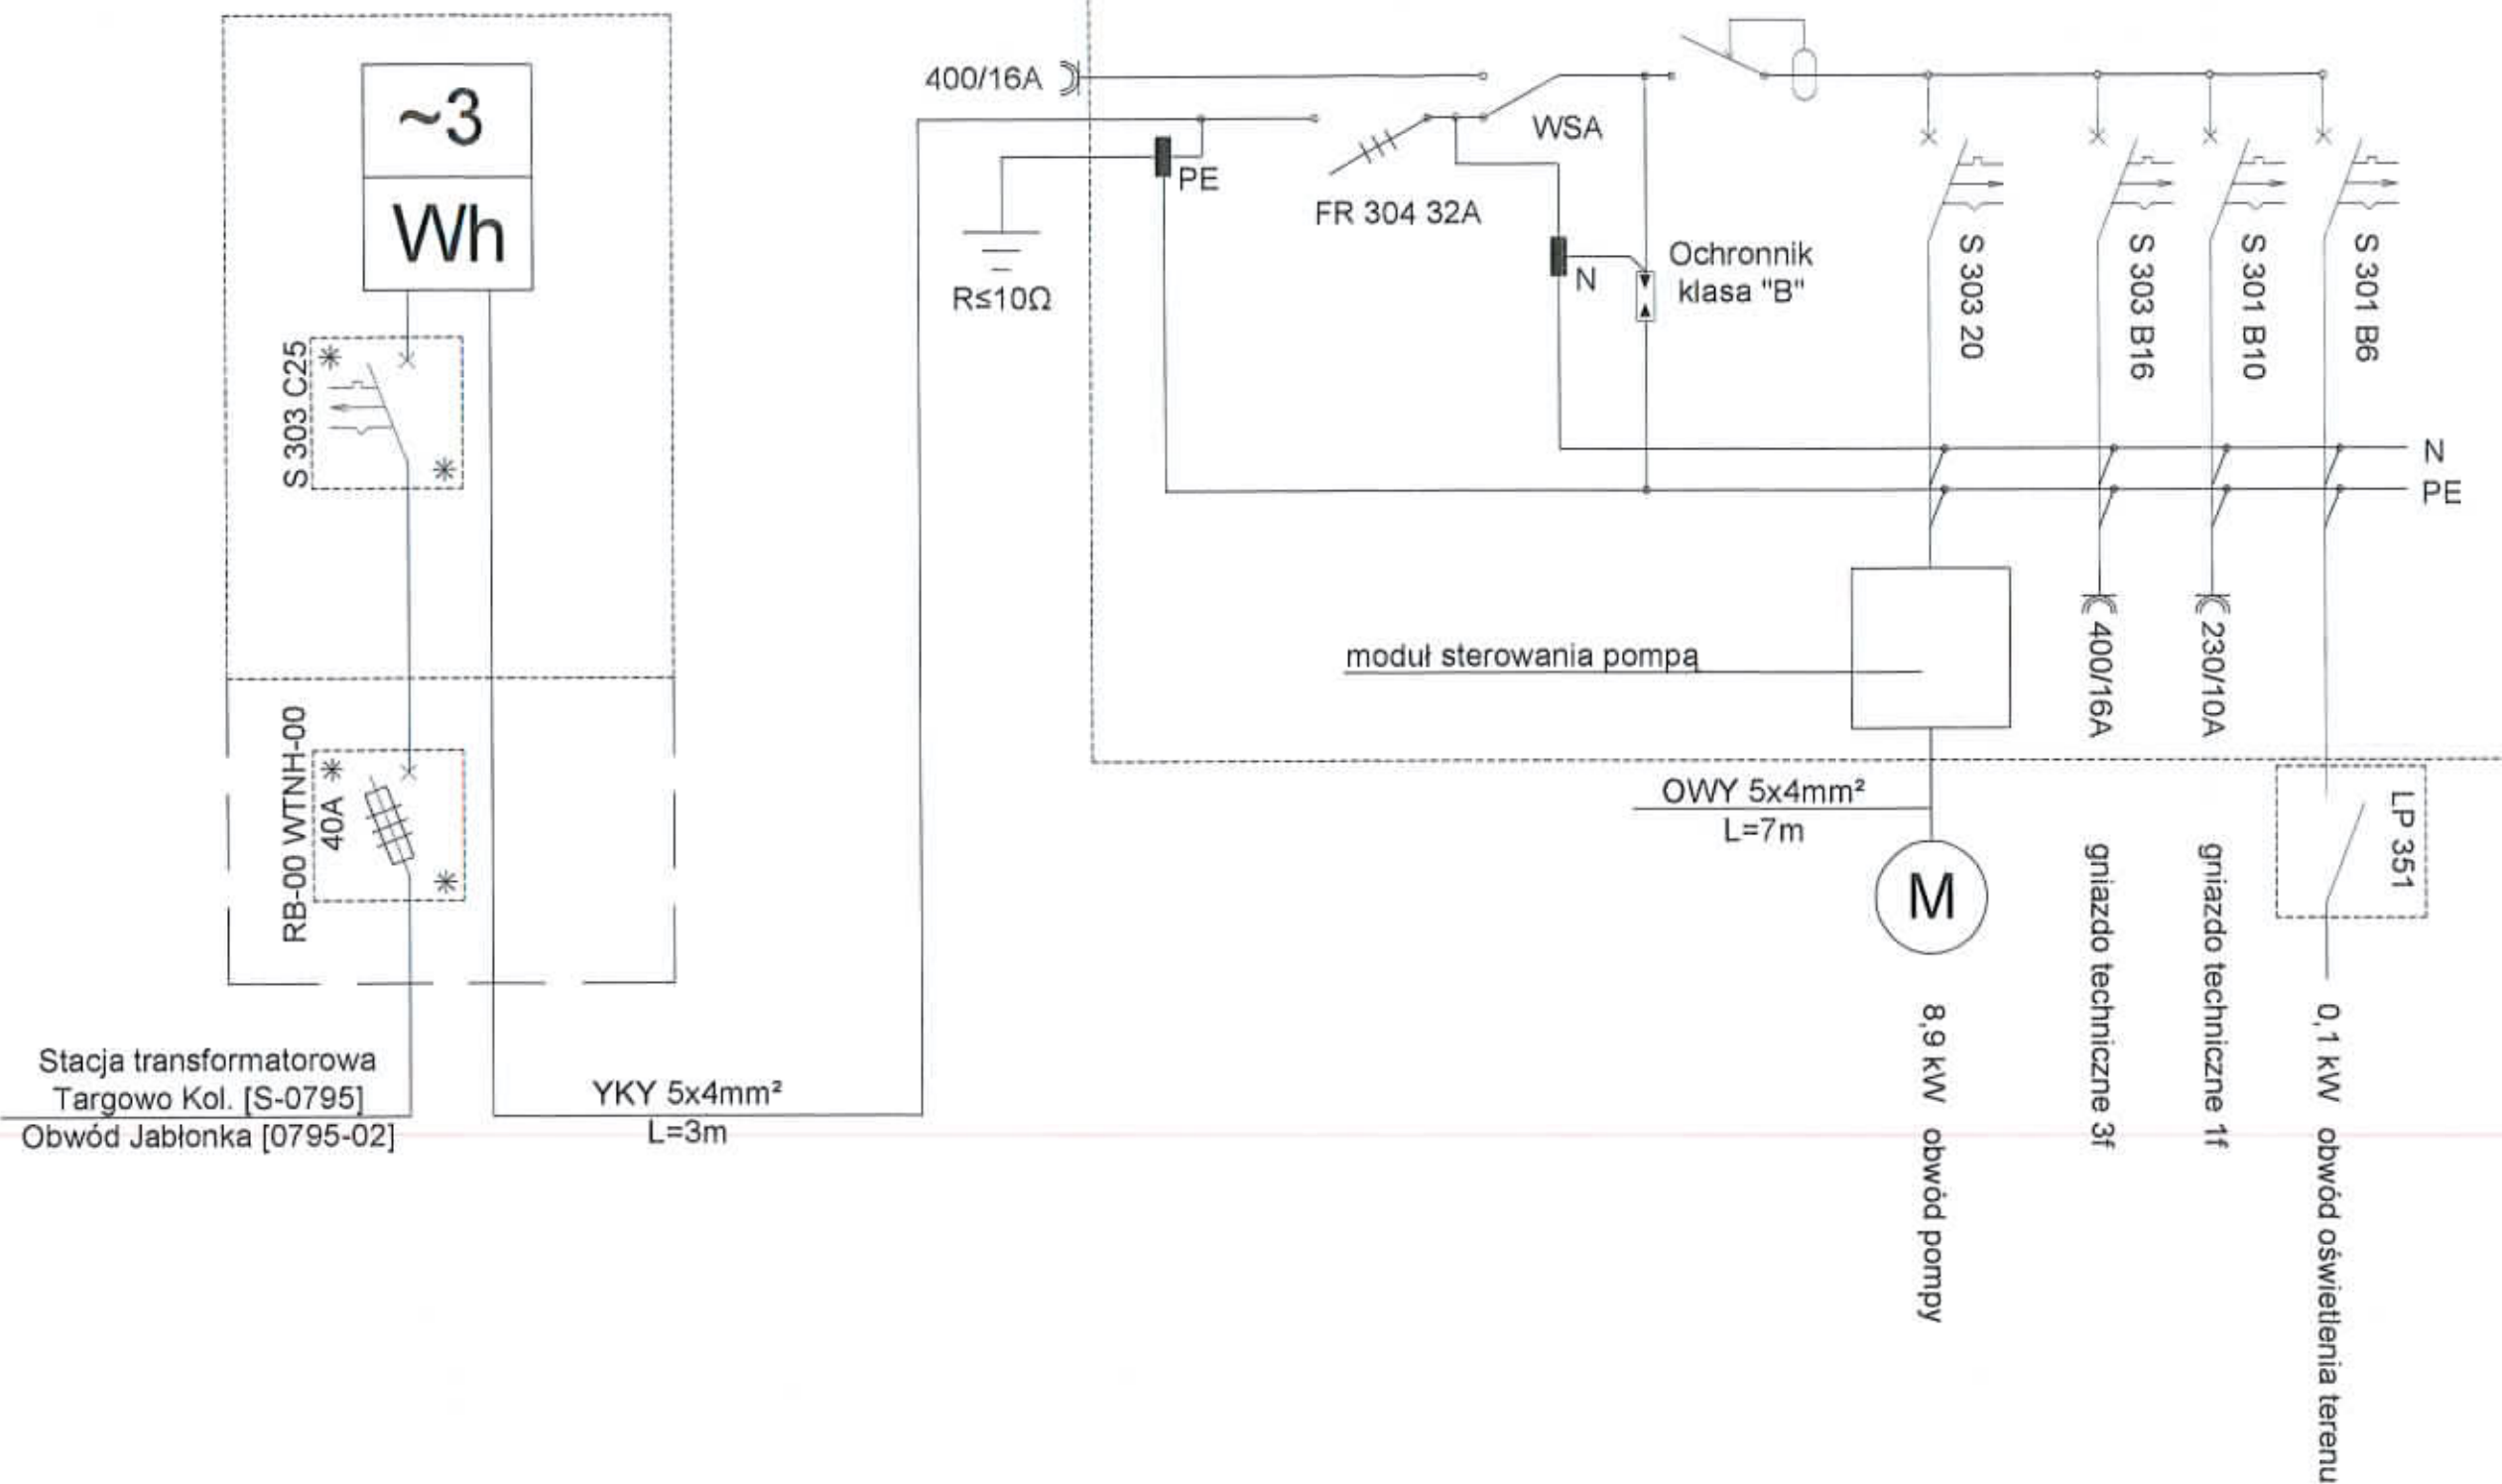 ~3
Wh
S 303 C25
RB-00 WTNH-00
40A
Stacja transformatorowa
Targowo Kol. [S-0795]
Obwód Jabłonka [0795-02]
YKY 5x4mm²
L=3m
400/16A
PE
R≤10Ω
FR 304 32A
WSA
N
Ochronnik
klasa "B"
S 303 20
S 303 B16
S 301 B10
S 301 B6
N
PE
moduł sterowania pompa
400/16A
230/10A
OWY 5x4mm²
L=7m
M
LP 351
8,9 kW obwód pompy
gniazdo techniczne 3f
gniazdo techniczne 1f
0,1 kW obwód oświetlenia terenu